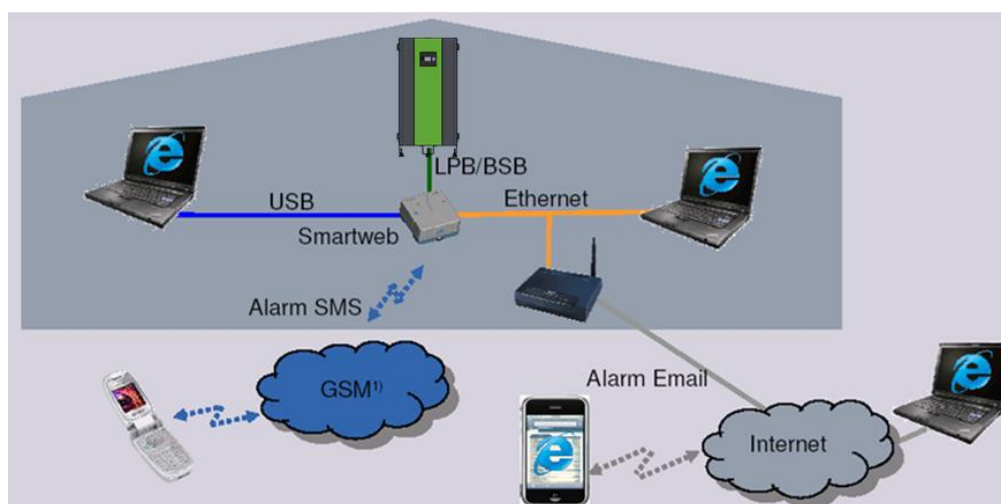 LPB/BSB
USB
Ethernet
Smartweb
Alarm SMS
GSM¹⁾
Alarm Email
Internet